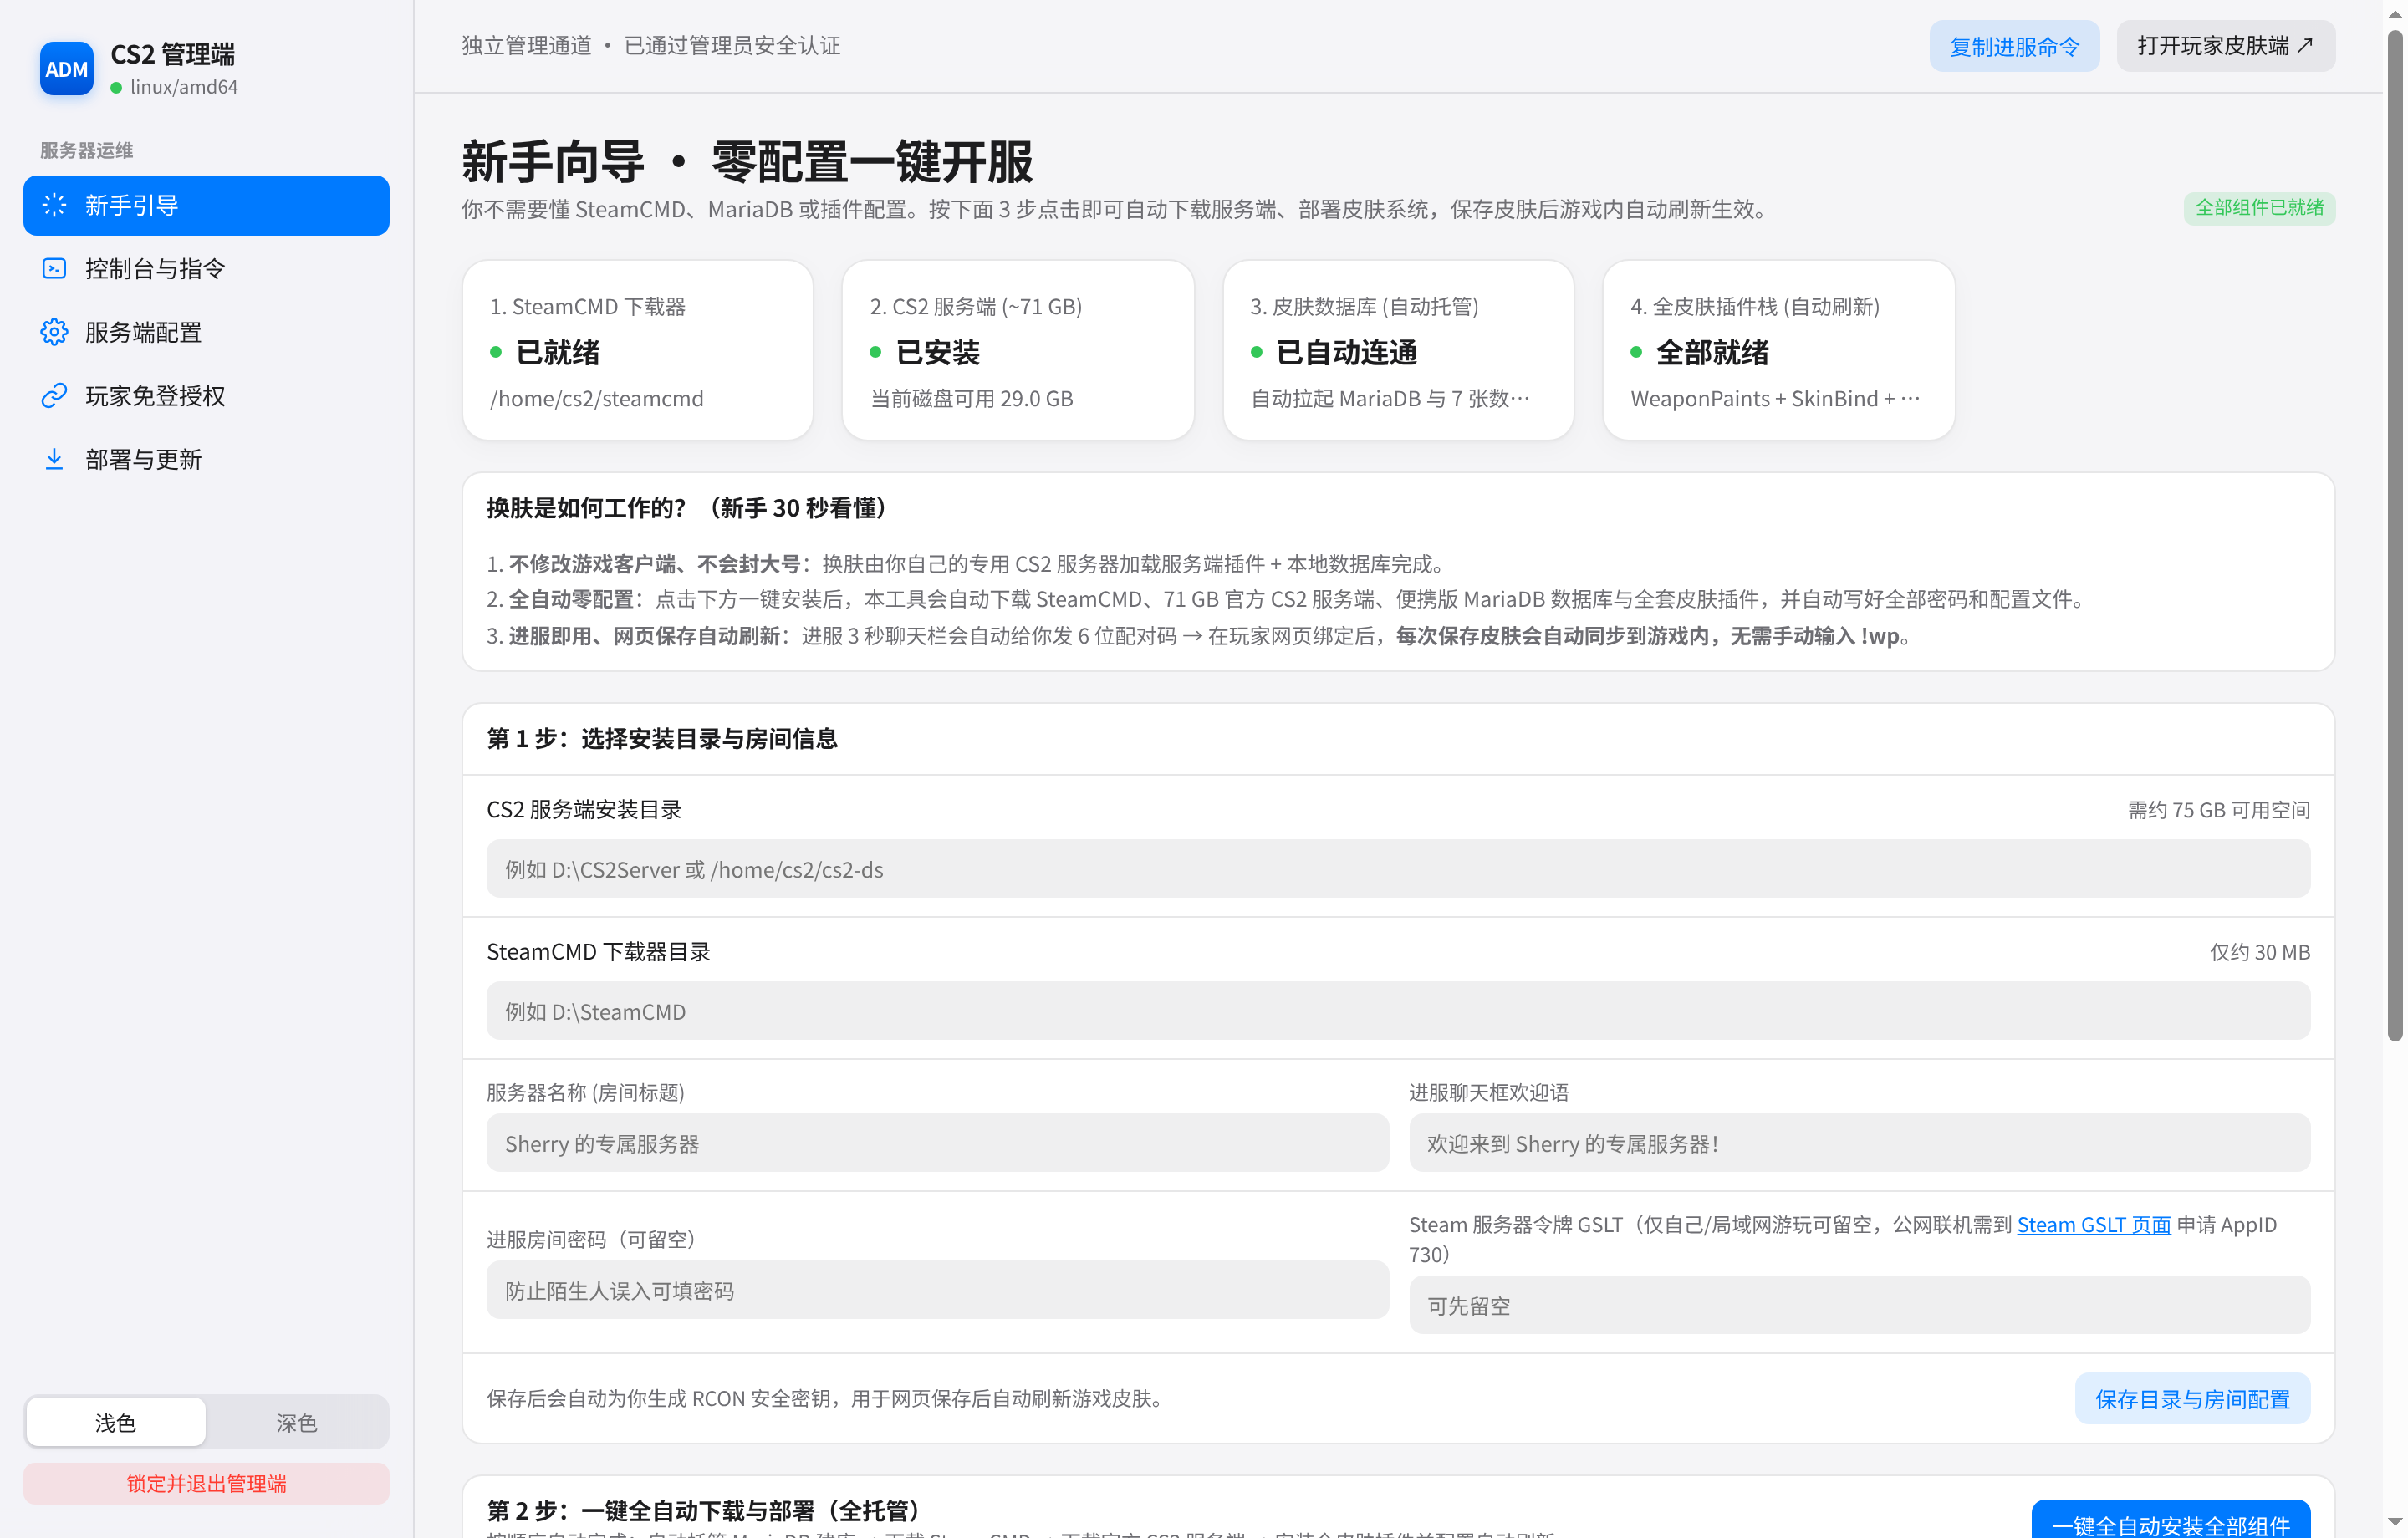 ADM
CS2 管理端
linux/amd64
服务器运维
新手引导
控制台与指令
服务端配置
玩家免登授权
部署与更新
浅色
深色
锁定并退出管理端
独立管理通道 • 已通过管理员安全认证
复制进服命令
打开玩家皮肤端 ↗
新手向导 • 零配置一键开服
你不需要懂 SteamCMD、MariaDB 或插件配置。按下面 3 步点击即可自动下载服务端、部署皮肤系统，保存皮肤后游戏内自动刷新生效。
全部组件已就绪
1. SteamCMD 下载器
已就绪
/home/cs2/steamcmd
2. CS2 服务端 (~71 GB)
已安装
当前磁盘可用 29.0 GB
3. 皮肤数据库 (自动托管)
已自动连通
自动拉起 MariaDB 与 7 张数…
4. 全皮肤插件栈 (自动刷新)
全部就绪
WeaponPaints + SkinBind + …
换肤是如何工作的？（新手 30 秒看懂）
1. 不修改游戏客户端、不会封大号：换肤由你自己的专用 CS2 服务器加载服务端插件 + 本地数据库完成。
2. 全自动零配置：点击下方一键安装后，本工具会自动下载 SteamCMD、71 GB 官方 CS2 服务端、便携版 MariaDB 数据库与全套皮肤插件，并自动写好全部密码和配置文件。
3. 进服即用、网页保存自动刷新：进服 3 秒聊天栏会自动给你发 6 位配对码 → 在玩家网页绑定后，每次保存皮肤会自动同步到游戏内，无需手动输入 !wp。
第 1 步：选择安装目录与房间信息
CS2 服务端安装目录
需约 75 GB 可用空间
例如 D:\CS2Server 或 /home/cs2/cs2-ds
SteamCMD 下载器目录
仅约 30 MB
例如 D:\SteamCMD
服务器名称 (房间标题)
Sherry 的专属服务器
进服聊天框欢迎语
欢迎来到 Sherry 的专属服务器！
进服房间密码（可留空）
防止陌生人误入可填密码
Steam 服务器令牌 GSLT（仅自己/局域网游玩可留空，公网联机需到 Steam GSLT 页面 申请 AppID
730）
可先留空
保存后会自动为你生成 RCON 安全密钥，用于网页保存后自动刷新游戏皮肤。
保存目录与房间配置
第 2 步：一键全自动下载与部署（全托管）
一键全自动安装全部组件